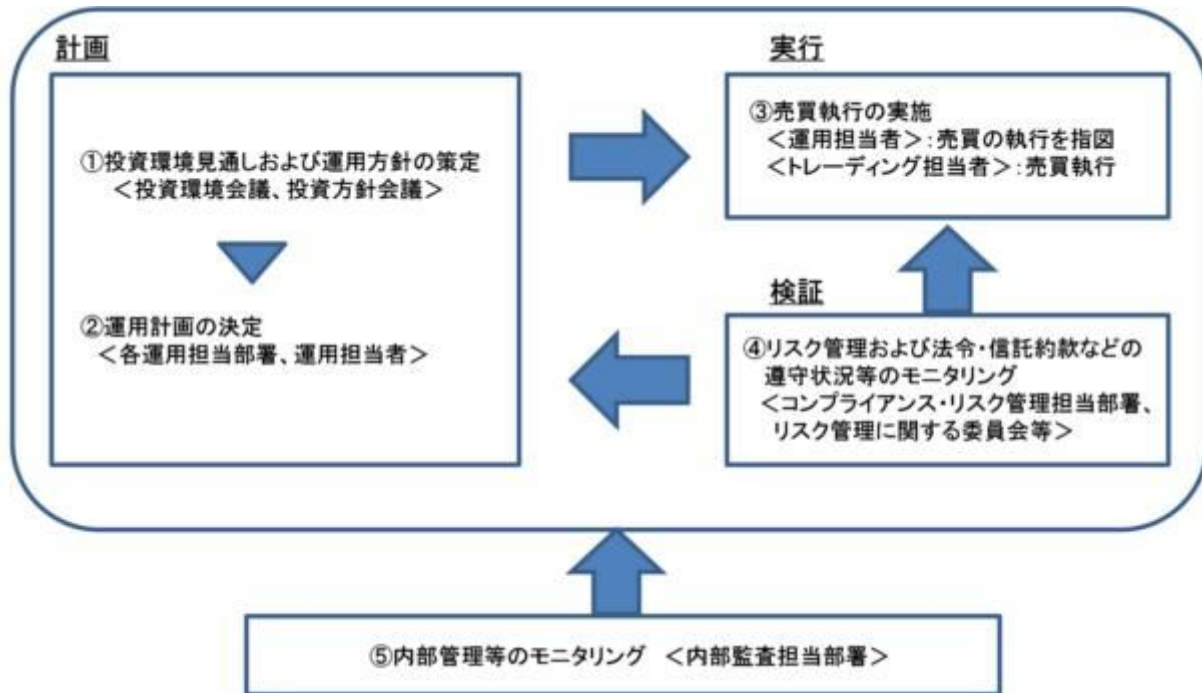 計画
①投資環境見通しおよび運用方針の策定
＜投資環境会議、投資方針会議＞
②運用計画の決定
＜各運用担当部署、運用担当者＞
実行
③売買執行の実施
＜運用担当者＞：売買の執行を指図
＜トレーディング担当者＞：売買執行
検証
④リスク管理および法令・信託約款などの
遵守状況等のモニタリング
＜コンプライアンス・リスク管理担当部署、
リスク管理に関する委員会等＞
⑤内部管理等のモニタリング　＜内部監査担当部署＞